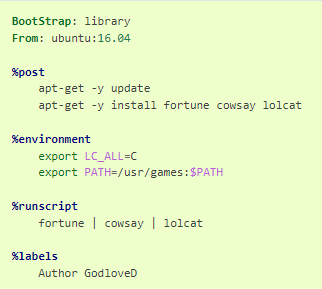 BootStrap: library
From: ubuntu:16.04
%post
apt-get -y update
apt-get -y install fortune cowsay lolcat
%environment
export LC_ALL=C
export PATH=/usr/games:$PATH
%runscript
fortune | cowsay | lolcat
%labels
Author GodloveD